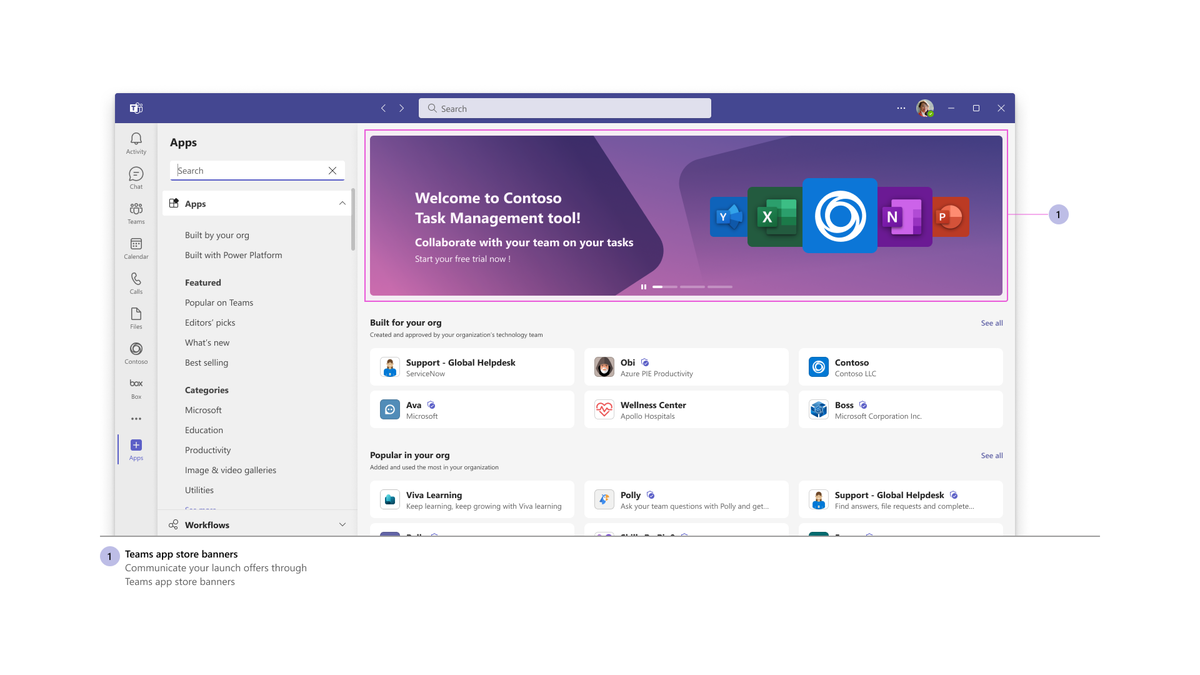 Search
Activity
Chat
Teams
Calendar
Calls
Files
Contoso
box
Box
Apps
Apps
Search
Apps
Built by your org
Built with Power Platform
Featured
Popular on Teams
Editors' picks
What's new
Best selling
Categories
Microsoft
Education
Productivity
Image & video galleries
Utilities
Workflows
Welcome to Contoso
Task Management tool!
Collaborate with your team on your tasks
Start your free trial now !
Y
X
N
P
1
Built for your org
See all
Created and approved by your organization's technology team
Support - Global Helpdesk
ServiceNow
Obi
Azure PIE Productivity
Contoso
Contoso LLC
Ava
Microsoft
Wellness Center
Apollo Hospitals
Boss
Microsoft Corporation Inc.
Popular in your org
See all
Added and used the most in your organization
Viva Learning
Keep learning, keep growing with Viva learning
Polly
Ask your team questions with Polly and get...
Support - Global Helpdesk
Find answers, file requests and complete...
1
Teams app store banners
Communicate your launch offers through
Teams app store banners